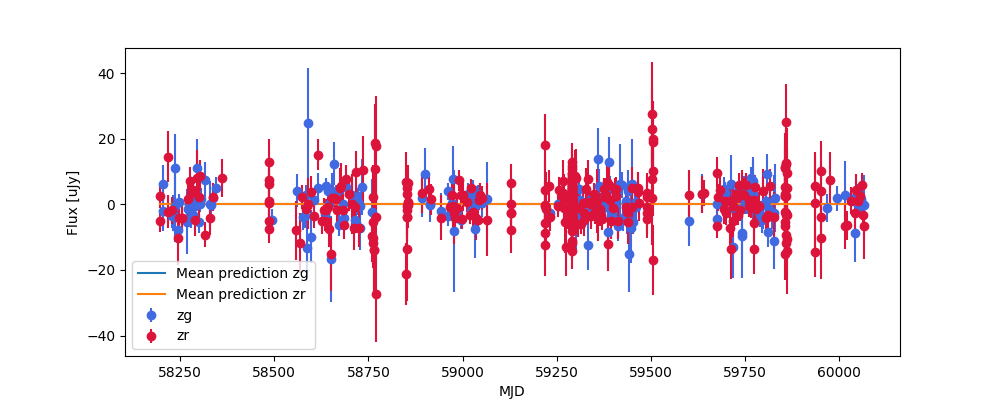 40
20
0
−20
−40
Flux [uJy]
Mean prediction zg
Mean prediction zr
zg
zr
58250
58500
58750
59000
59250
59500
59750
60000
MJD